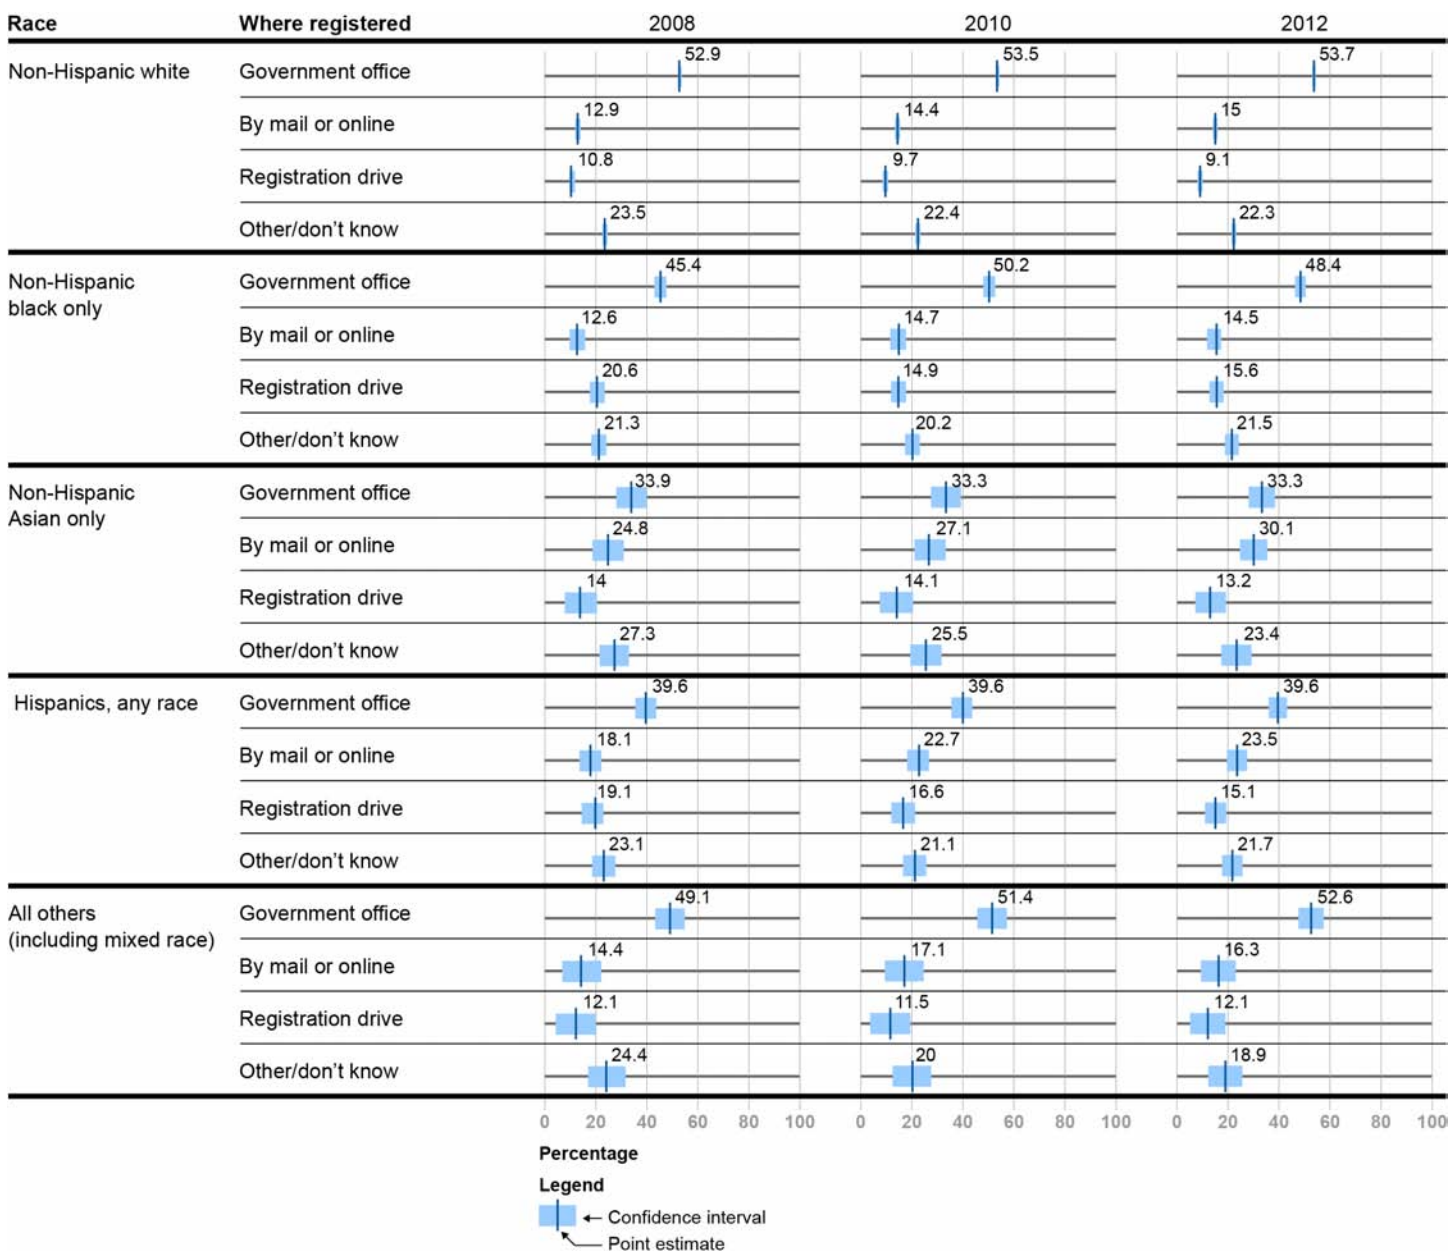 Race Where registered 2008 2010 2012
52.9 53.5 53.7
Non-Hispanic white Government office
12.9 14.4 15
By mail or online
10.8 9.7 9.1
Registration drive
23.5 22.4 22.3
Other/don't know
45.4 50.2 48.4
Non-Hispanic Government office
black only
12.6 14.7 14.5
By mail or online
20.6 14.9 15.6
Registration drive
21.3 20.2 21.5
Other/don't know
33.9 33.3 33.3
Non-Hispanic Government office
Asian only
24.8 27.1 30.1
By mail or online
14 14.1 13.2
Registration drive
27.3 25.5 23.4
Other/don't know
39.6 39.6 39.6
Hispanics, any race Government office
18.1 22.7 23.5
By mail or online
19.1 16.6 15.1
Registration drive
23.1 21.1 21.7
Other/don't know
49.1 51.4 52.6
All others Government office
(including mixed race)
14.4 17.1 16.3
By mail or online
12.1 11.5 12.1
Registration drive
24.4 20 18.9
Other/don't know
0 20 40 60 80 100 0 20 40 60 80 100 0 20 40 60 80 100
Percentage
Legend
Confidence interval
Point estimate